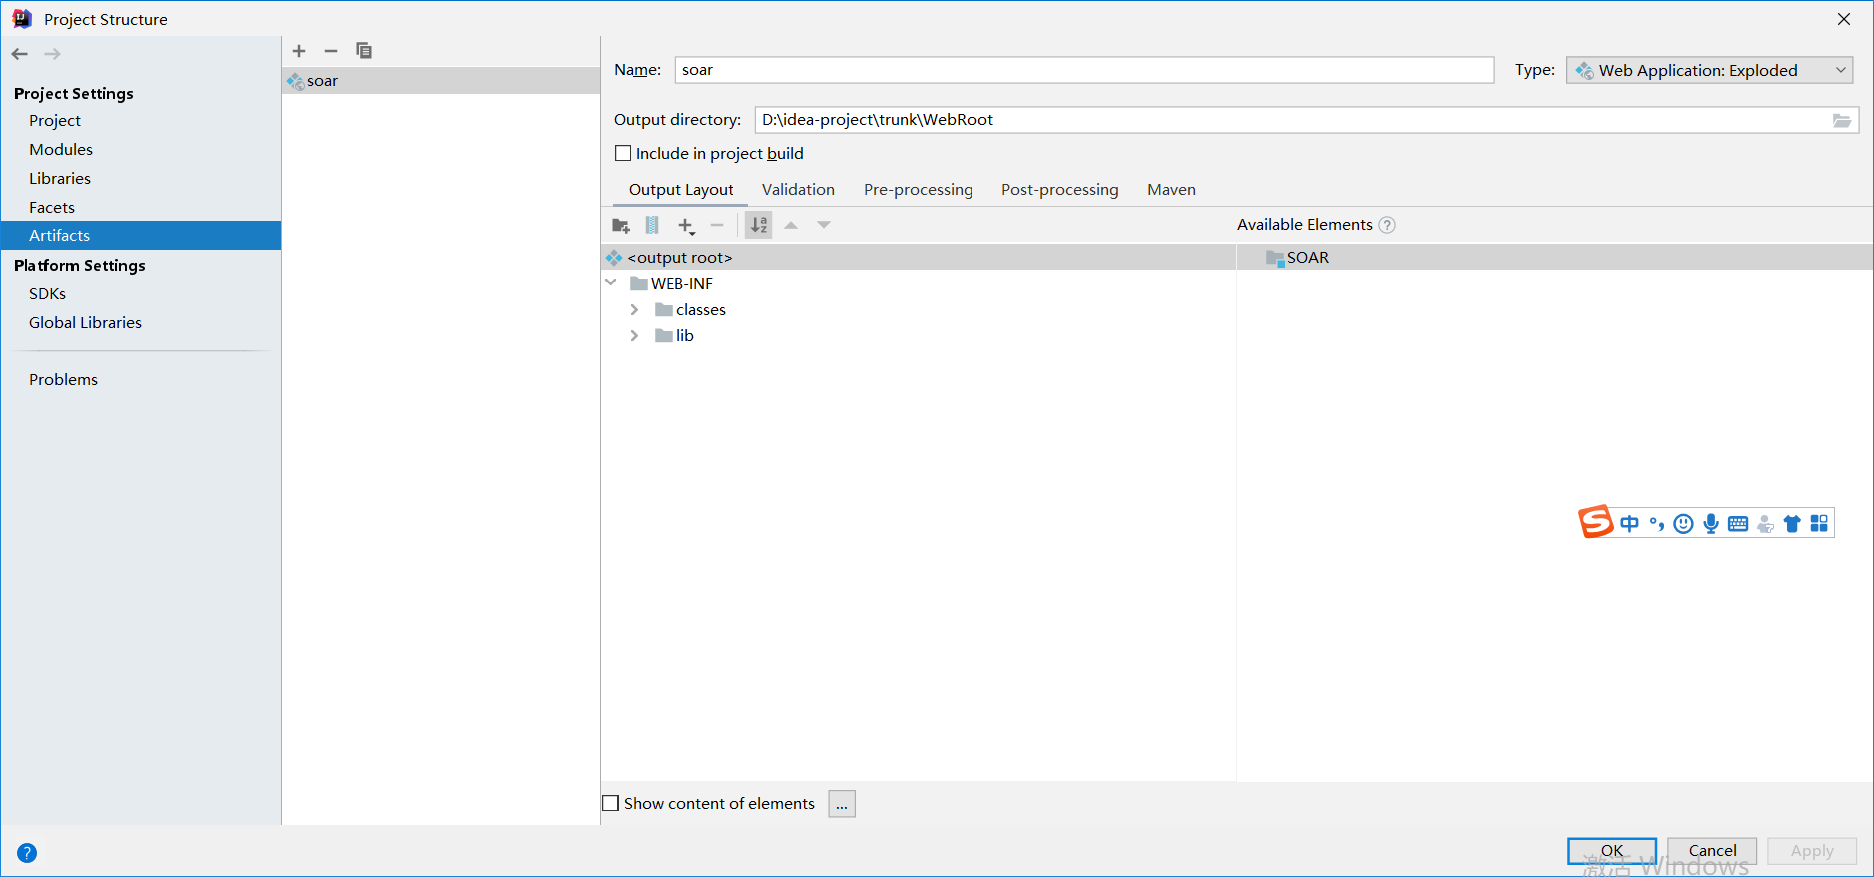 Project Structure
Project Settings
Project
Modules
Libraries
Facets
Artifacts
Platform Settings
SDKs
Global Libraries
Problems
soar
Name: soar
Type: Web Application: Exploded
Output directory: D:\idea-project\trunk\WebRoot
Include in project build
Output Layout Validation Pre-processing Post-processing Maven
Available Elements ?
<output root>
WEB-INF
classes
lib
SOAR
S 中 °,
Show content of elements ...
?
OK Cancel Apply
激活 Windows